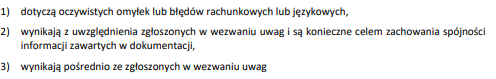 1) dotyczą oczywistych omyłek lub błędów rachunkowych lub językowych,
2) wynikają z uwzględnienia zgłoszonych w wezwaniu uwag i są konieczne celem zachowania spójności
informacji zawartych w dokumentacji,
3) wynikają pośrednio ze zgłoszonych w wezwaniu uwag